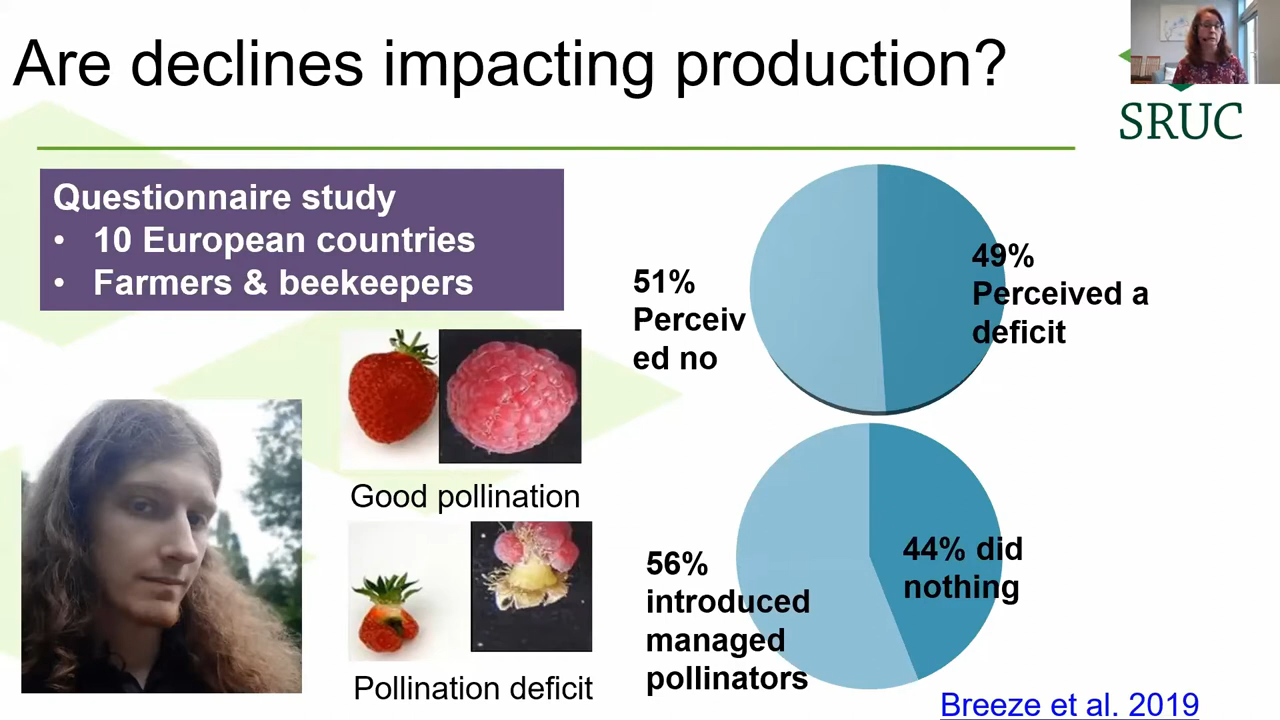 Are declines impacting production?
SRUC
Questionnaire study
• 10 European countries
• Farmers & beekeepers
51%
Perceiv
ed no
49%
Perceived a
deficit
Good pollination
Pollination deficit
56%
introduced
managed
pollinators
44% did
nothing
Breeze et al. 2019